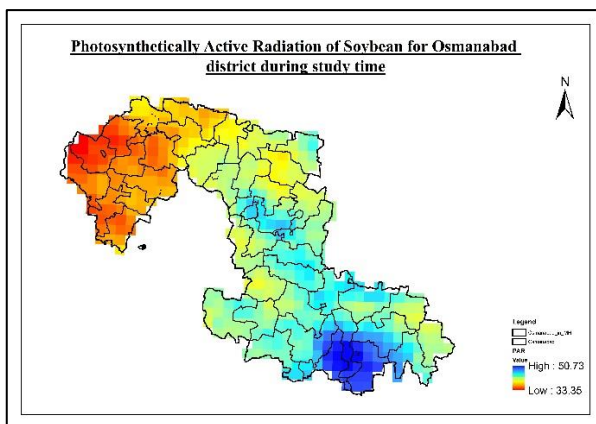 Photosynthetically Active Radiation of Soybean for Osmanabad
district during study time
N
Legend
PAR
Value
High : 50.73
Low : 33.35